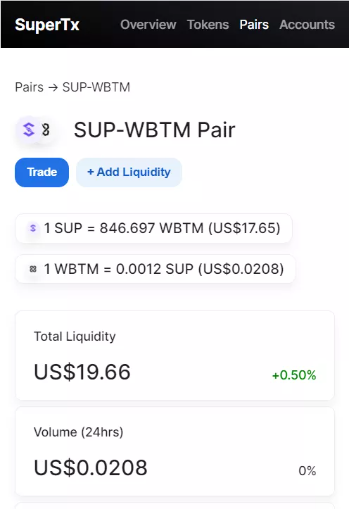 SuperTx Overview Tokens Pairs Accounts
Pairs → SUP-WBTM
SUP-WBTM Pair
Trade + Add Liquidity
1 SUP = 846.697 WBTM (US$17.65)
1 WBTM = 0.0012 SUP (US$0.0208)
Total Liquidity
US$19.66 +0.50%
Volume (24hrs)
US$0.0208 0%